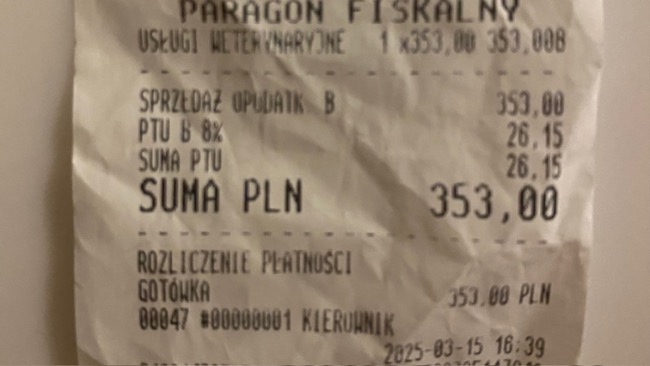 PARAGON FISKALNY
USŁUGI WETERYNARYJNE 1 x353,00 353,00B
SPRZEDAŻ OPODATK B 353,00
PTU B 8% 26,15
SUMA PTU 26,15
SUMA PLN 353,00
ROZLICZENIE PŁATNOŚCI
GOTÓWKA 353,00 PLN
00047 #00000001 KIEROWNIK
2025-03-15 16:39